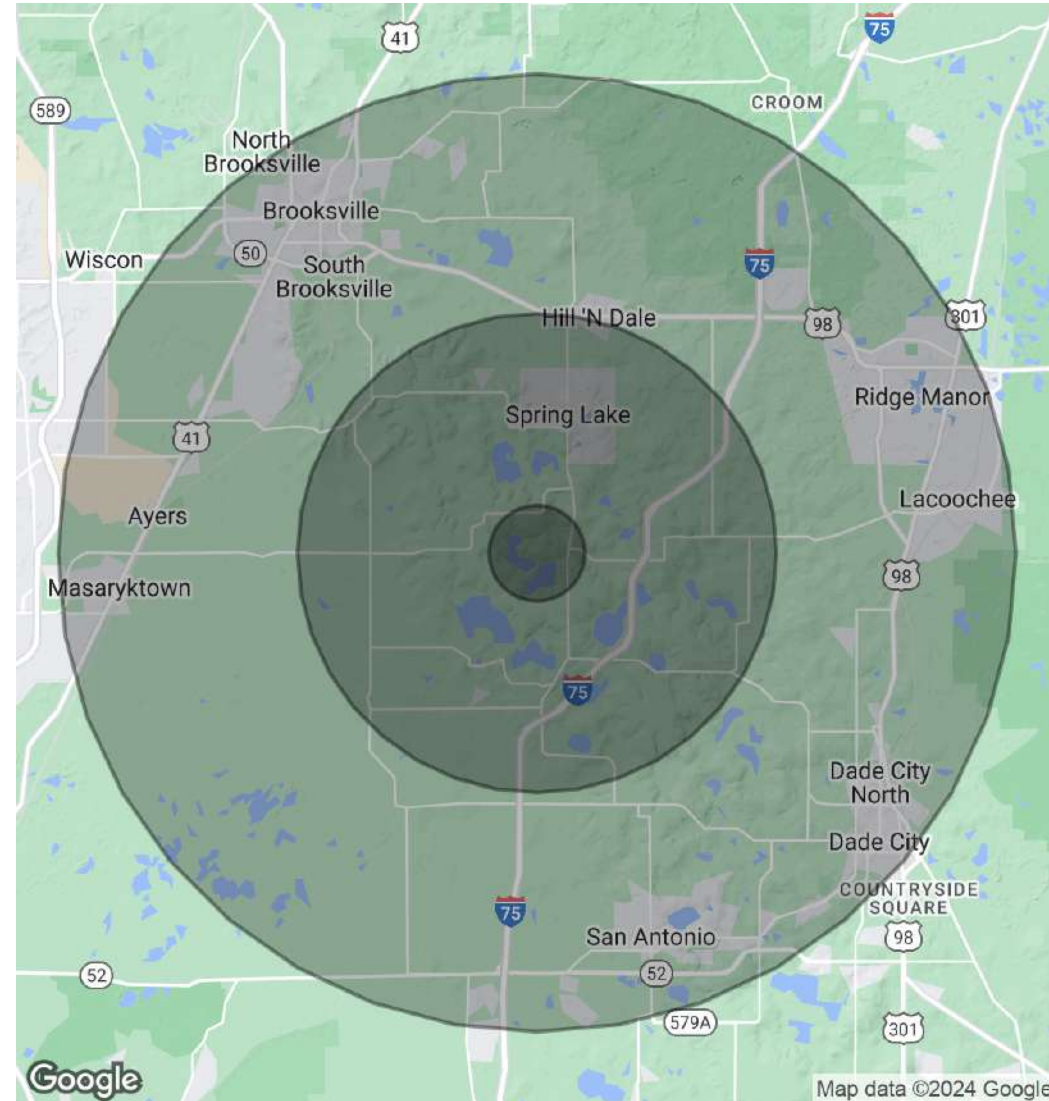 41
75
589
CROOM
North
Brooksville
Brooksville
50
Wiscon
South
Brooksville
75
Hill 'N Dale
98
301
Ridge Manor
Spring Lake
41
Lacoochee
Ayers
98
Masaryktown
75
Dade City
North
Dade City
COUNTRYSIDE
SQUARE
75
San Antonio
98
52
52
579A
301
Google
Map data ©2024 Google